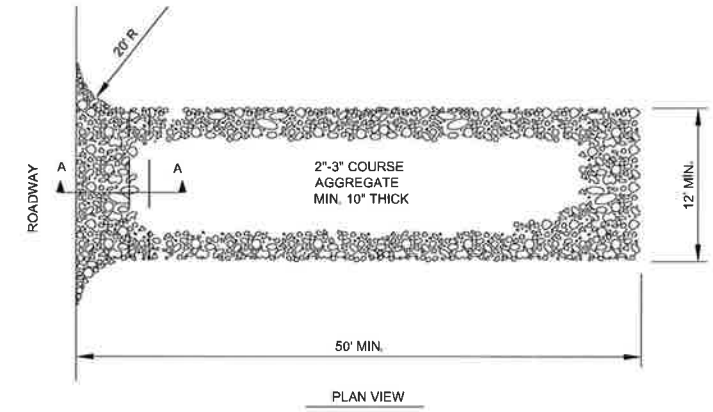 20' R
ROADWAY
A
A
2"-3" COURSE
AGGREGATE
MIN. 10" THICK
12' MIN.
50' MIN.
PLAN VIEW